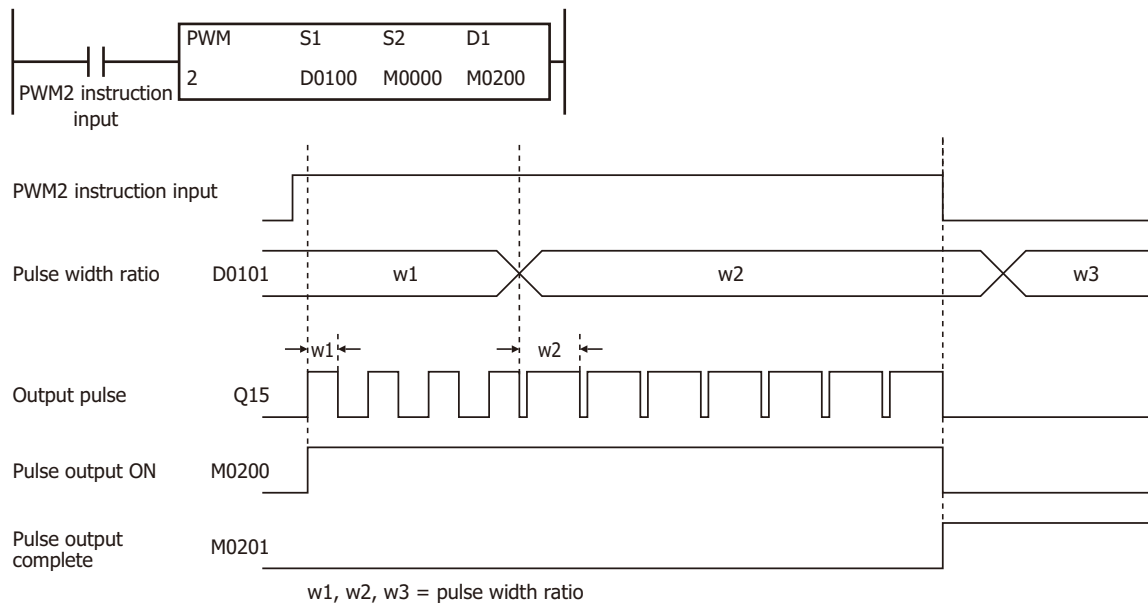 PWM S1 S2 D1
2 D0100 M0000 M0200
PWM2 instruction
input
PWM2 instruction input
Pulse width ratio D0101 w1 w2 w3
w1 w2
Output pulse Q15
Pulse output ON M0200
Pulse output
complete M0201
w1, w2, w3 = pulse width ratio